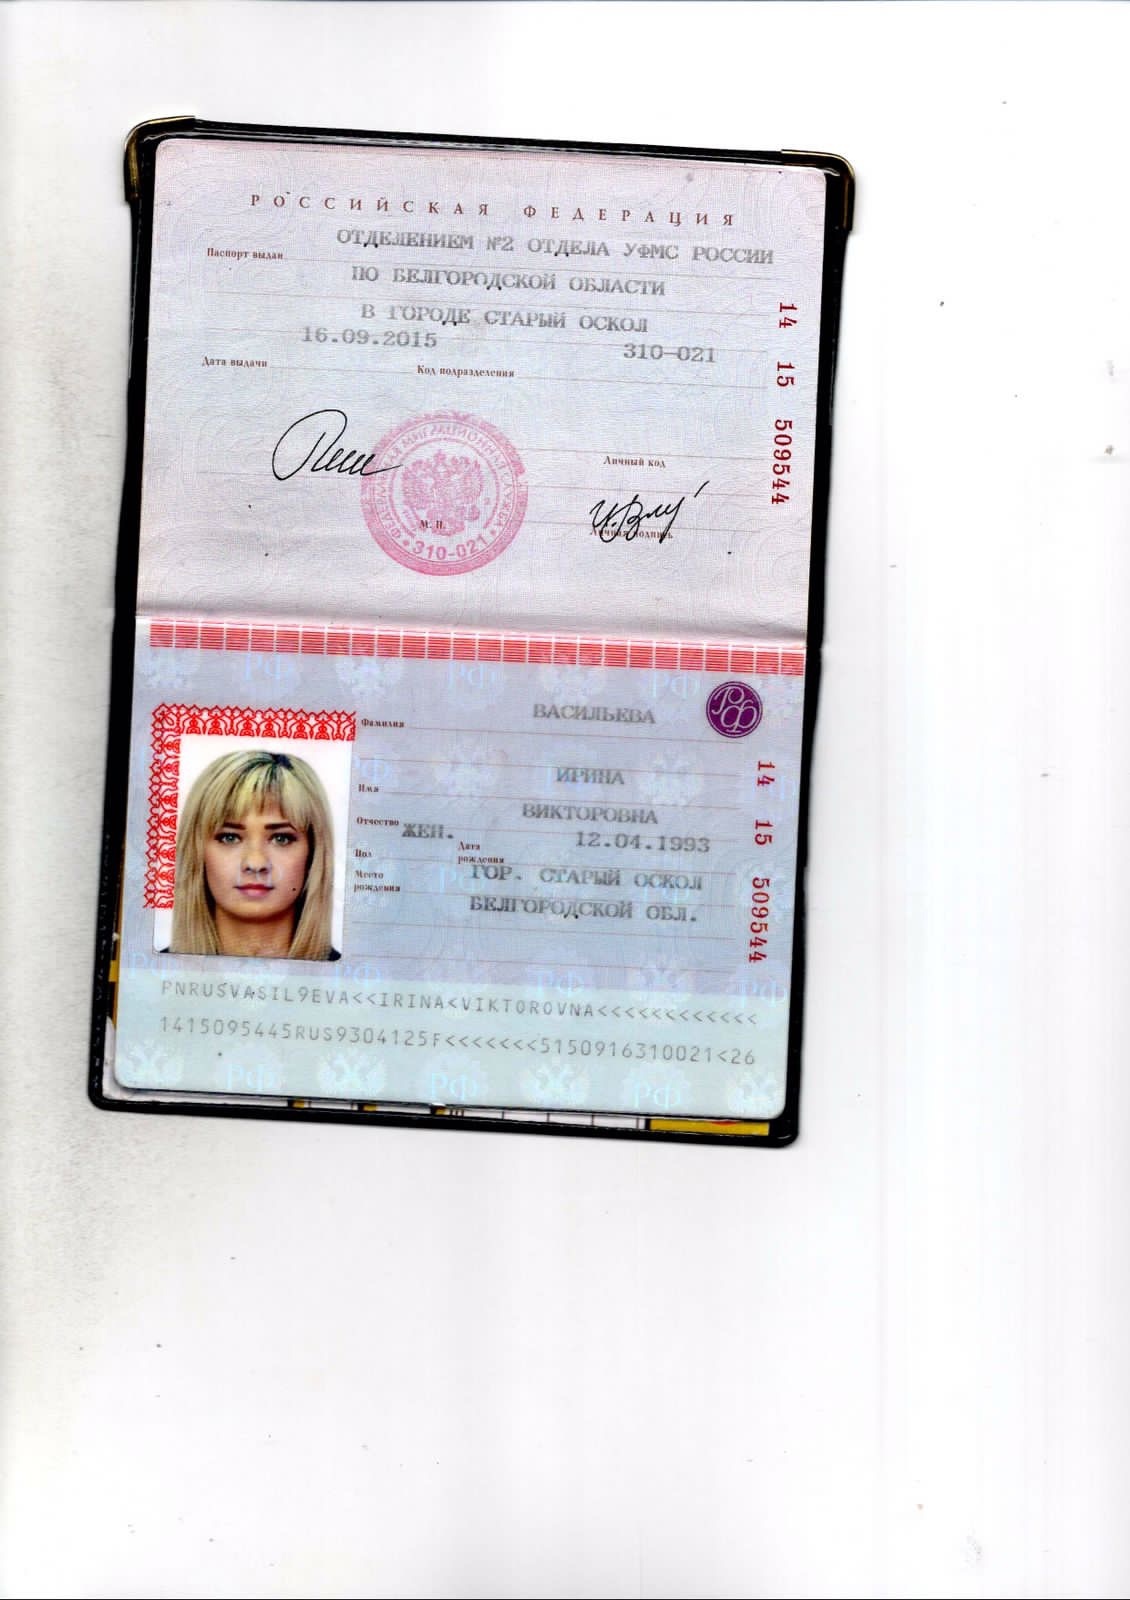 РОССИЙСКАЯ ФЕДЕРАЦИЯ
Паспорт выдан ОТДЕЛЕНИЕМ №2 ОТДЕЛА УФМС РОССИИ
ПО БЕЛГОРОДСКОЙ ОБЛАСТИ
В ГОРОДЕ СТАРЫЙ ОСКОЛ
16.09.2015 310-021
Дата выдачи Код подразделения
14 15 509544
Личный код
М. П.
310-021
Личная подпись
РФ
Фамилия ВАСИЛЬЕВА
Имя ИРИНА
Отчество ВИКТОРОВНА
Пол ЖЕН. Дата рождения 12.04.1993
Место рождения ГОР. СТАРЫЙ ОСКОЛ
БЕЛГОРОДСКОЙ ОБЛ.
14 15 509544
PNRUSVASIL9EVA<<IRINA<VIKTOROVNA<<<<<<<<<<<<
1415095445RUS9304125F<<<<<<<5150916310021<26